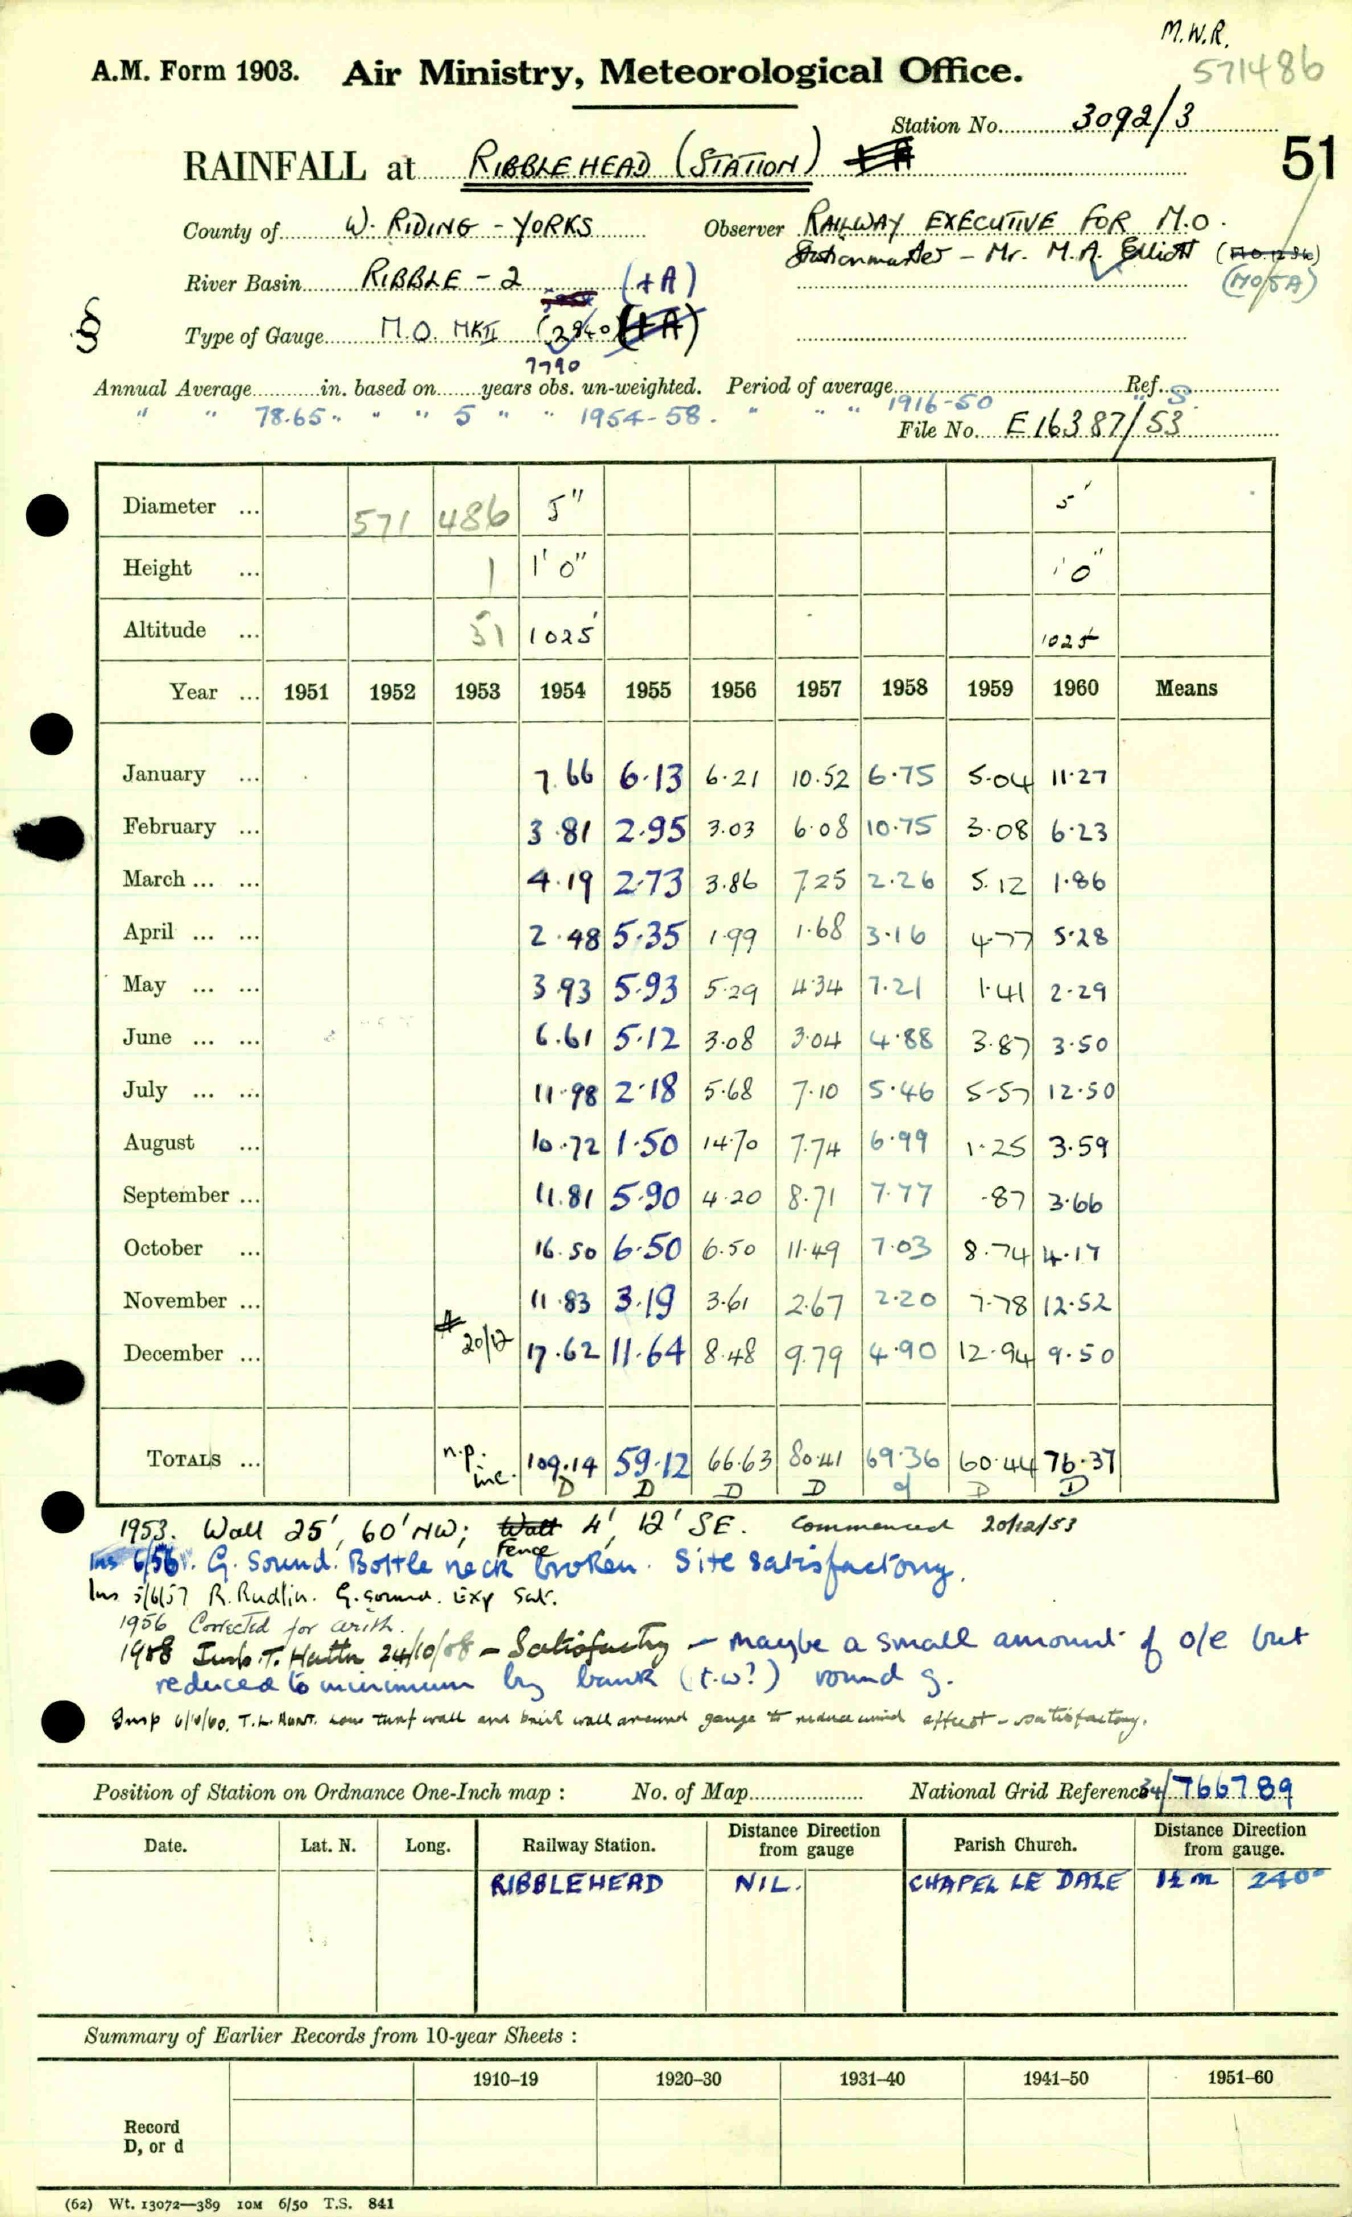 M.W.R.
571486
A.M. Form 1903. Air Ministry, Meteorological Office.
Station No. 3092/3
51
RAINFALL at RIBBLEHEAD (STATION)
County of W. RIDING - YORKS Observer RAILWAY EXECUTIVE FOR M.O.
Stationmaster - Mr. M.A. Elliott
(MO5A)
River Basin RIBBLE - 2 (+A)
§ Type of Gauge M.O. MKII (2840) (+A)
7790
Annual Average in. based on years obs. un-weighted. Period of average Ref.
" " 78.65 " " " 5 " " 1954-58. " " " 1916-50 " S.
File No. E16387/53
Diameter ... 571 486 5" 5'
Height ... 1 1' 0" 1' 0"
Altitude ... 51 1025' 1025
Year ... 1951 1952 1953 1954 1955 1956 1957 1958 1959 1960 Means
January ... 7.66 6.13 6.21 10.52 6.75 5.04 11.27
February ... 3.81 2.95 3.03 6.08 10.75 3.08 6.23
March ... ... 4.19 2.73 3.86 7.25 2.26 5.12 1.86
April ... ... 2.48 5.35 1.99 1.68 3.16 4.77 5.28
May ... ... 3.93 5.93 5.29 4.34 7.21 1.41 2.29
June ... ... 6.61 5.12 3.08 3.04 4.88 3.87 3.50
July ... ... 11.98 2.18 5.68 7.10 5.46 5.57 12.50
August ... 10.72 1.50 14.70 7.74 6.99 1.25 3.59
September ... 11.81 5.90 4.20 8.71 7.77 .87 3.66
October ... 16.50 6.50 6.50 11.49 7.03 8.74 4.17
November ... 11.83 3.19 3.61 2.67 2.20 7.78 12.52
December ... 20/12 17.62 11.64 8.48 9.79 4.90 12.94 9.50
TOTALS ... n.p. inc. 109.14 59.12 66.63 80.41 69.36 60.44 76.37
D D D D d D D
1953. Wall 25', 60' NW; Wall Fence 4', 12' SE. Commenced 20/12/53
Ins 6/56. G. Sound. Bottle neck broken. Site satisfactory.
Ins 5/6/57 R. Rudlin. G. sound. Exp Sat.
1956 Corrected for arith.
1958 Insp. T. 24/10/58 - Satisfactory - maybe a small amount of o/e but
reduced to minimum by bank (t.w?) round g.
Insp 6/10/60. T.L. HUNT. Low turf wall and brick wall around gauge to reduce wind effect - satisfactory.
Position of Station on Ordnance One-Inch map : No. of Map National Grid Reference 34/766789
Date. Lat. N. Long. Railway Station. Distance Direction from gauge Parish Church. Distance Direction from gauge.
RIBBLEHEAD NIL. CHAPEL LE DALE 1½ m 240°
Summary of Earlier Records from 10-year Sheets :
1910–19 1920–30 1931–40 1941–50 1951–60
Record
D, or d
(62) Wt. 13072—389 10M 6/50 T.S. 841